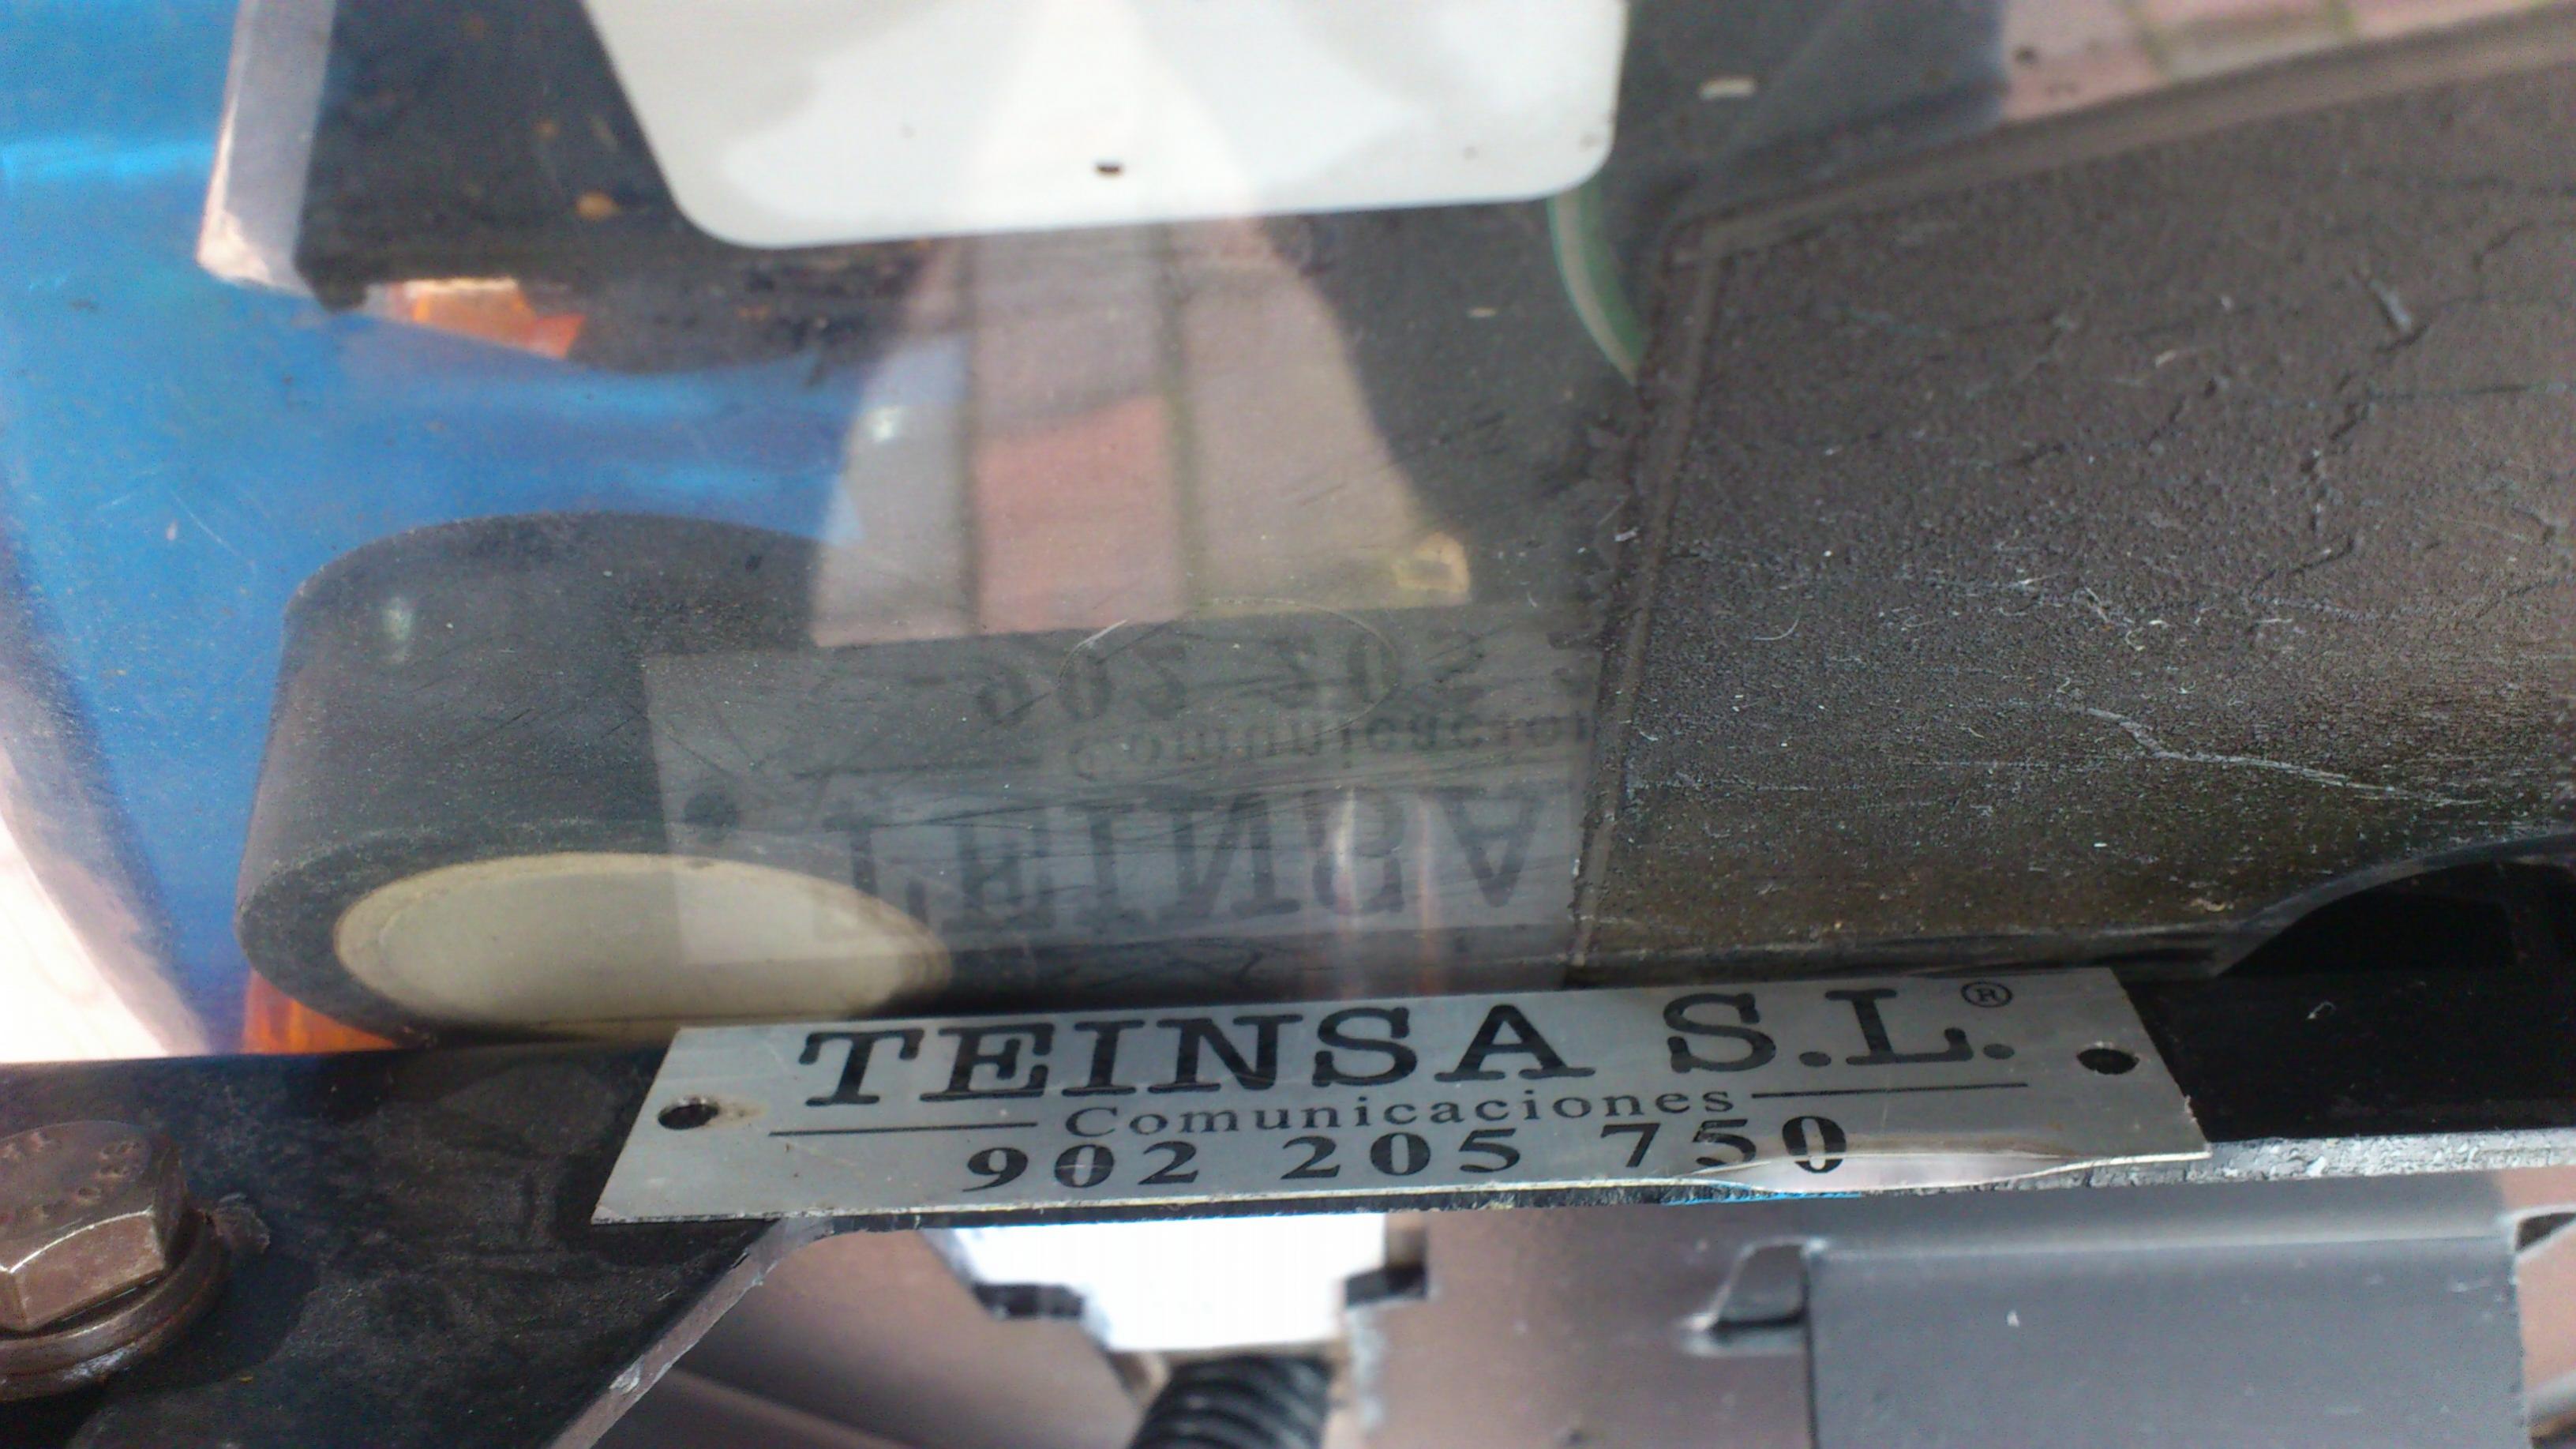 TEINSA S.L.®
Comunicaciones
902 205 750